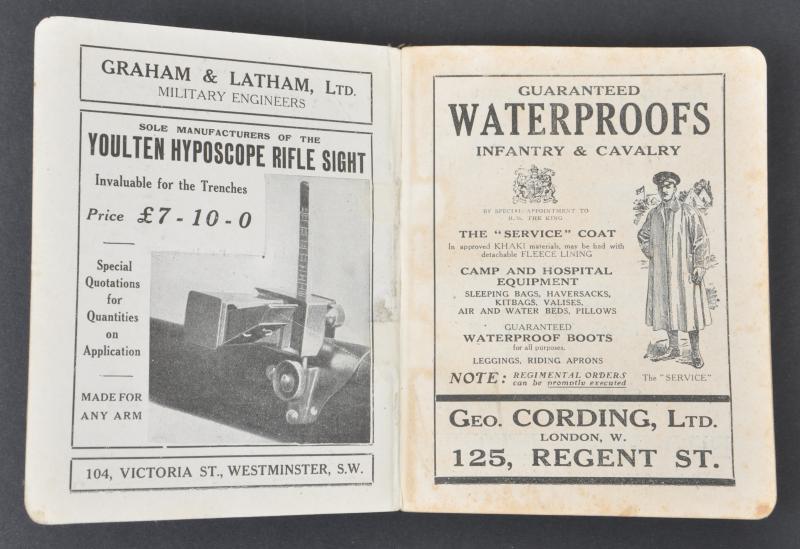 GRAHAM & LATHAM, LTD.
MILITARY ENGINEERS
SOLE MANUFACTURERS OF THE
YOULTEN HYPOSCOPE RIFLE SIGHT
Invaluable for the Trenches
Price £7-10-0
Special
Quotations
for
Quantities
on
Application
MADE FOR
ANY ARM
104, VICTORIA ST., WESTMINSTER, S.W.
GUARANTEED
WATERPROOFS
INFANTRY & CAVALRY
BY SPECIAL APPOINTMENT TO
H.M. THE KING
THE "SERVICE" COAT
In approved KHAKI materials, may be had with
detachable FLEECE LINING
CAMP AND HOSPITAL
EQUIPMENT
SLEEPING BAGS, HAVERSACKS,
KITBAGS, VALISES,
AIR AND WATER BEDS, PILLOWS
GUARANTEED
WATERPROOF BOOTS
for all purposes.
LEGGINGS, RIDING APRONS
NOTE: REGIMENTAL ORDERS
can be promptly executed
The "SERVICE"
GEO. CORDING, LTD.
LONDON, W.
125, REGENT ST.